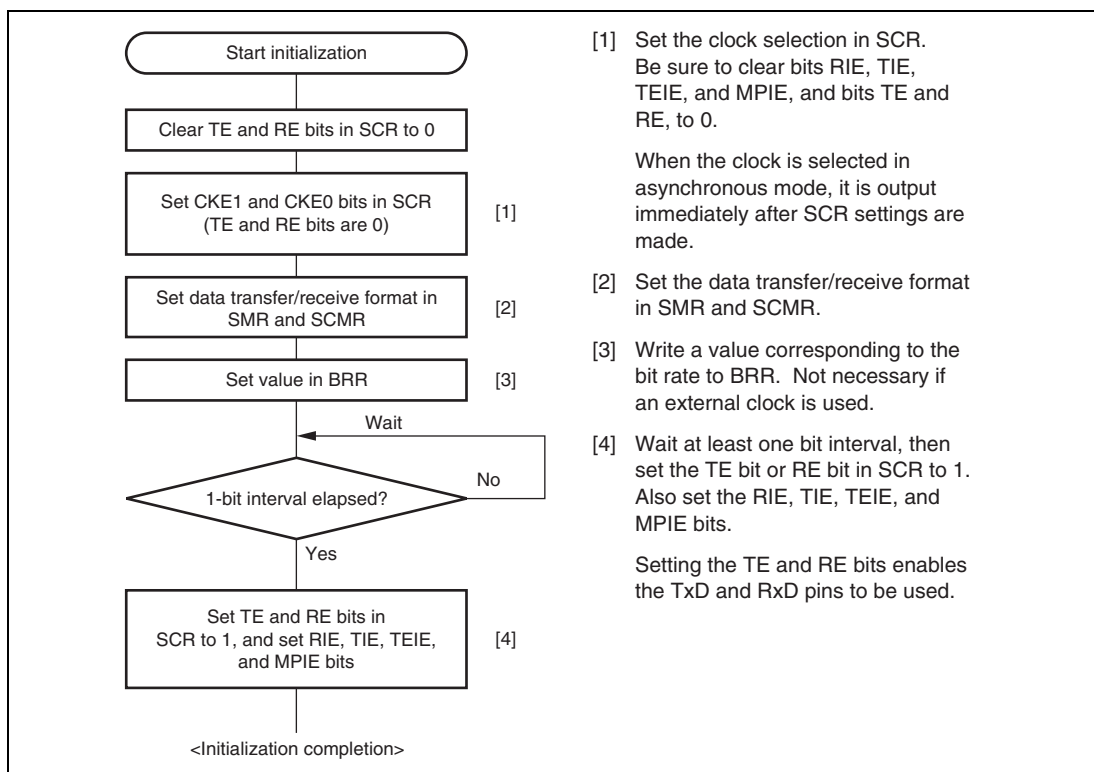 Start initialization
Clear TE and RE bits in SCR to 0
Set CKE1 and CKE0 bits in SCR
(TE and RE bits are 0)
[1]
Set data transfer/receive format in
SMR and SCMR
[2]
Set value in BRR
[3]
Wait
No
1-bit interval elapsed?
Yes
Set TE and RE bits in
SCR to 1, and set RIE, TIE, TEIE,
and MPIE bits
[4]
<Initialization completion>
[1] Set the clock selection in SCR.
Be sure to clear bits RIE, TIE,
TEIE, and MPIE, and bits TE and
RE, to 0.
When the clock is selected in
asynchronous mode, it is output
immediately after SCR settings are
made.
[2] Set the data transfer/receive format
in SMR and SCMR.
[3] Write a value corresponding to the
bit rate to BRR. Not necessary if
an external clock is used.
[4] Wait at least one bit interval, then
set the TE bit or RE bit in SCR to 1.
Also set the RIE, TIE, TEIE, and
MPIE bits.
Setting the TE and RE bits enables
the TxD and RxD pins to be used.